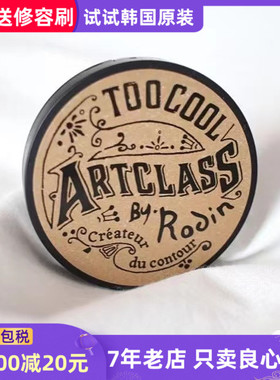 送修容刷
试试韩国原装
TOO COOL
ARTCLASS
By: Rodin
Créateur
du contour
包税
00减20元
7年老店 只卖良心